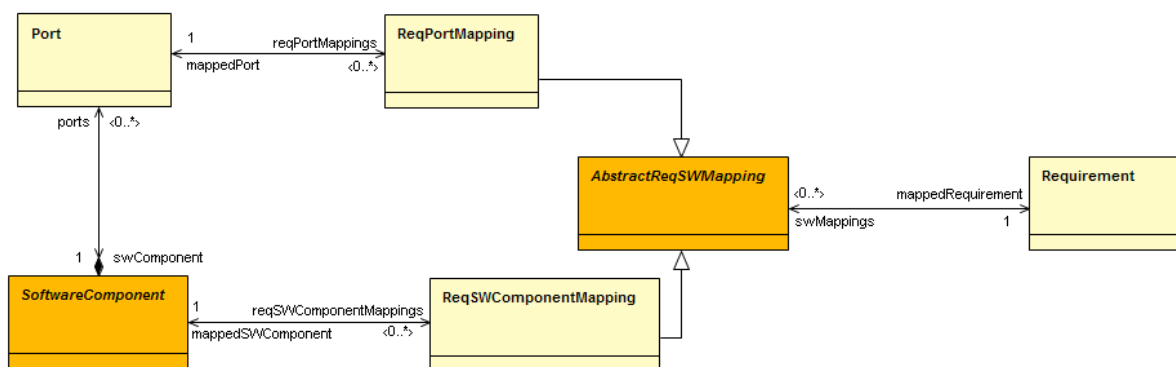 Port
1
reqPortMappings
mappedPort
<0..*>
ReqPortMapping
ports
<0..*>
AbstractReqSWMapping
<0..*>
mappedRequirement
swMappings
1
Requirement
1
swComponent
SoftwareComponent
1
reqSWComponentMappings
mappedSWComponent
<0..*>
ReqSWComponentMapping